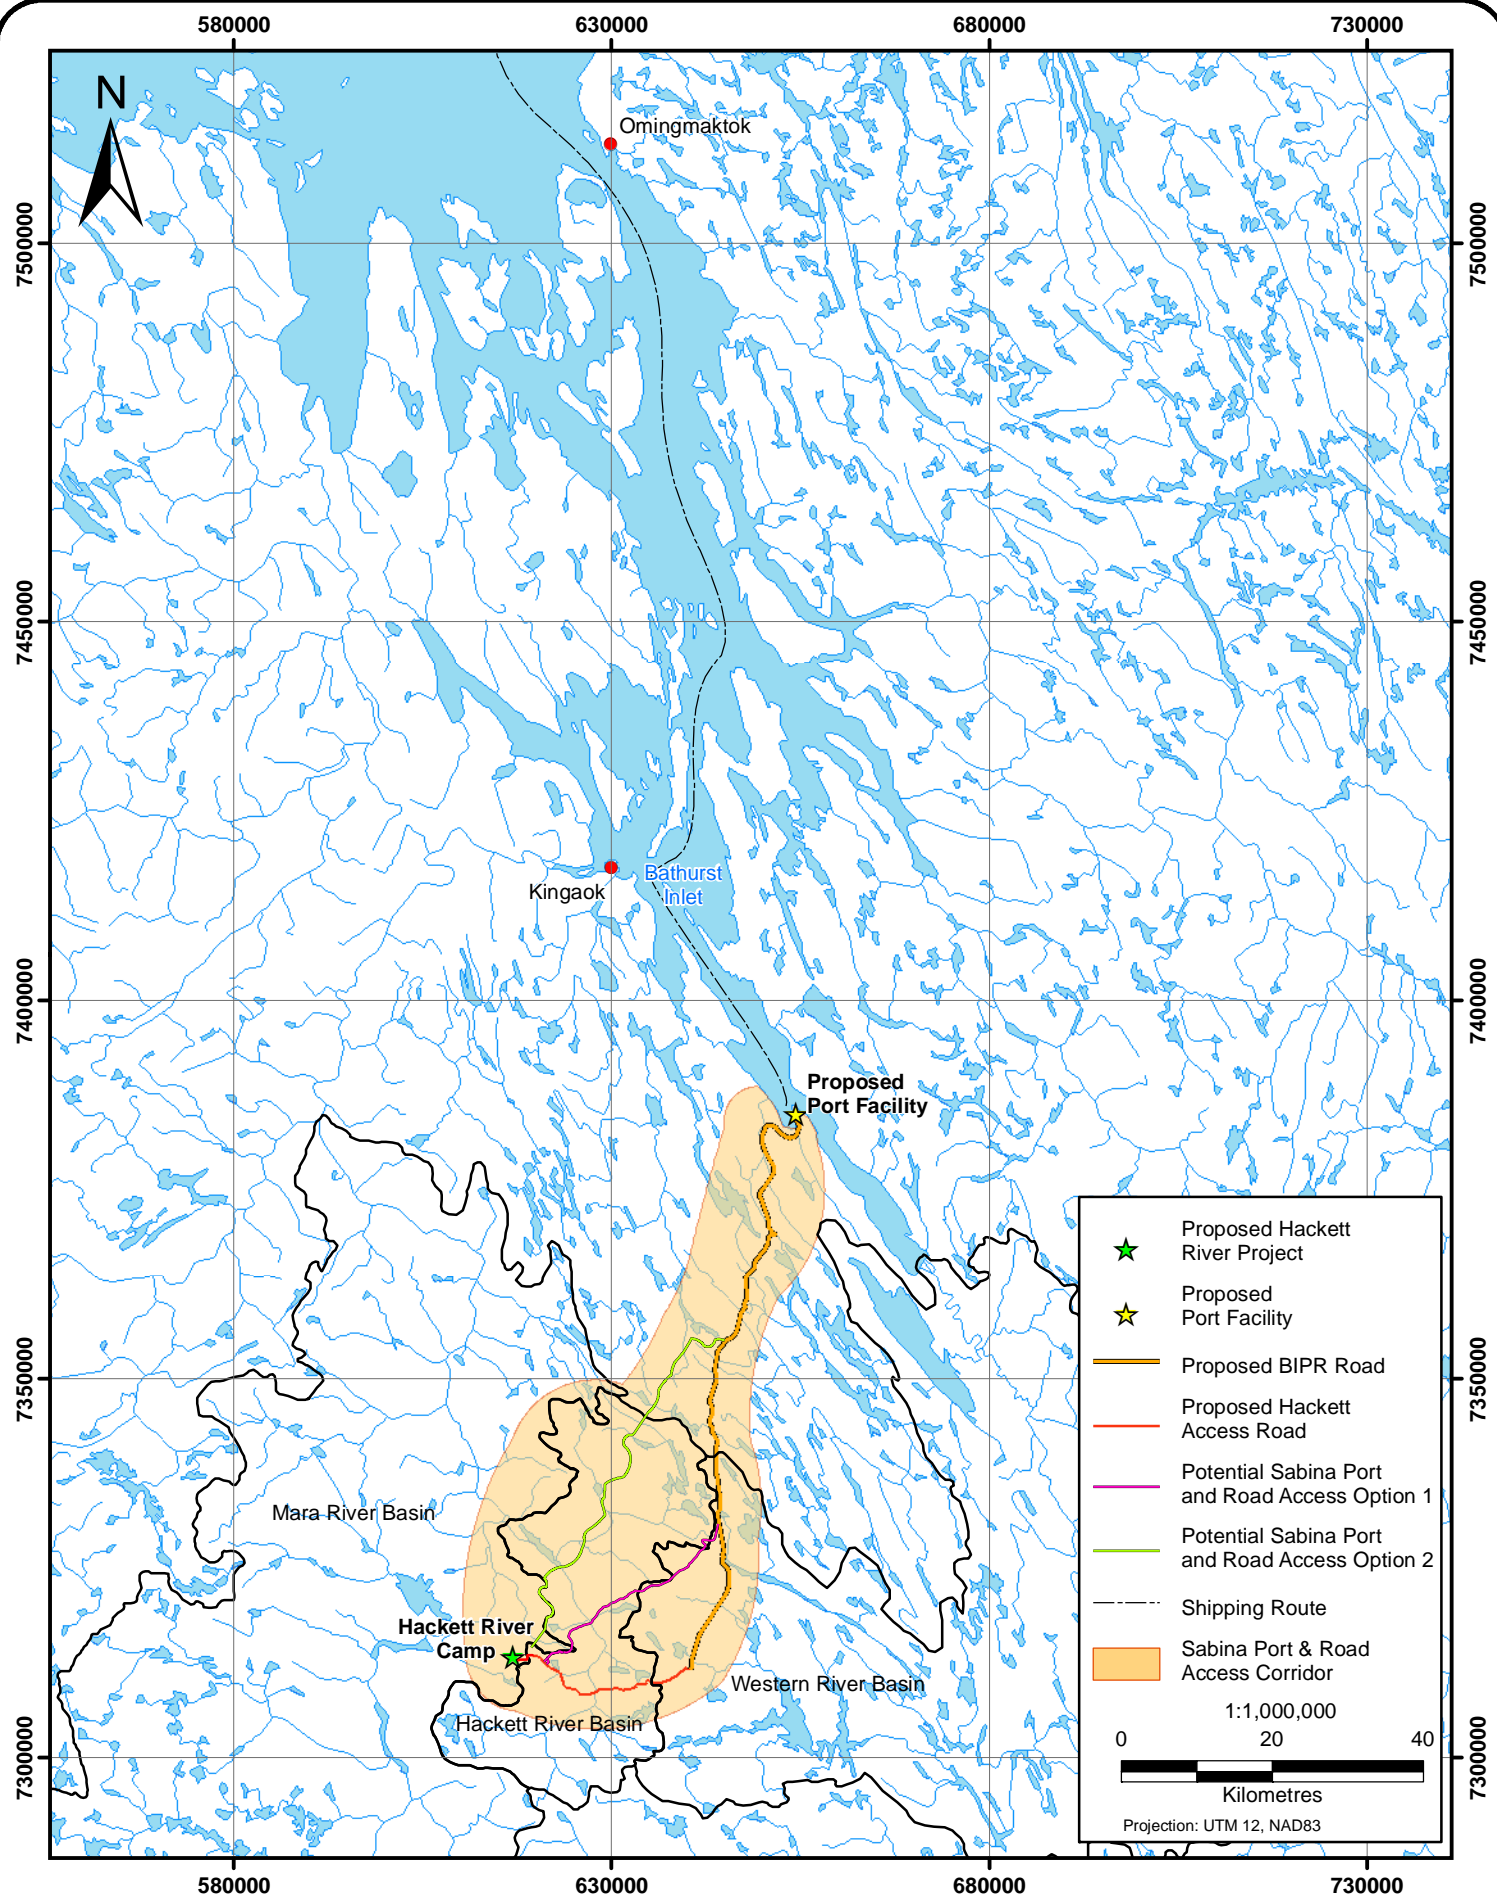 580000 630000 680000 730000
N
Omingmaktok
7500000 7500000
7450000 7450000
Kingaok
Bathurst
Inlet
7400000 7400000
Proposed
Port Facility
7350000 7350000
Mara River Basin
Hackett River
Camp
Western River Basin
Hackett River Basin
7300000 7300000
Proposed Hackett
River Project
Proposed
Port Facility
Proposed BIPR Road
Proposed Hackett
Access Road
Potential Sabina Port
and Road Access Option 1
Potential Sabina Port
and Road Access Option 2
Shipping Route
Sabina Port & Road
Access Corridor
1:1,000,000
0 20 40
Kilometres
Projection: UTM 12, NAD83
580000 630000 680000 730000